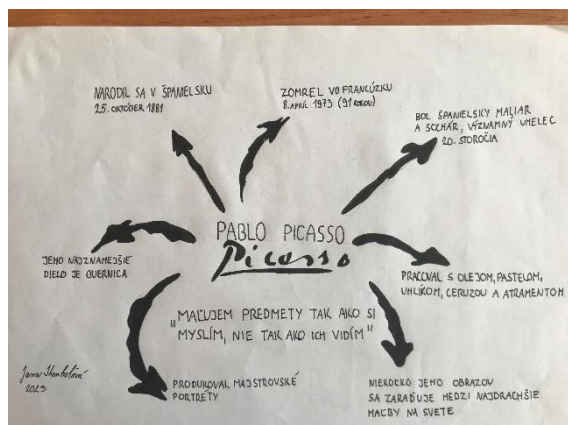 NARODIL SA V ŠPANIELSKU
25. OKTÓBER 1881
ZOMREL VO FRANCÚZKU
8. APRÍL 1973 (91 ROKOV)
BOL ŠPANIELSKY MALIAR
A SOCHÁR, VÝZNAMNÝ UMELEC
20. STOROČIA
PABLO PICASSO
Picasso
JEHO NAJZNÁMEJŠIE
DIELO JE GUERNICA
PRACOVAL S OLEJOM, PASTELOM,
UHLÍKOM, CERUZOU A ATRAMENTOM
„MAĽUJEM PREDMETY TAK AKO SI
MYSLÍM, NIE TAK AKO ICH VIDÍM"
PRODUKOVAL MAJSTROVSKÉ
PORTRÉTY
NIEKOĽKO JEHO OBRAZOV
SA ZARAĎUJE MEDZI NAJDRAHŠIE
MAĽBY NA SVETE
Jana
2023